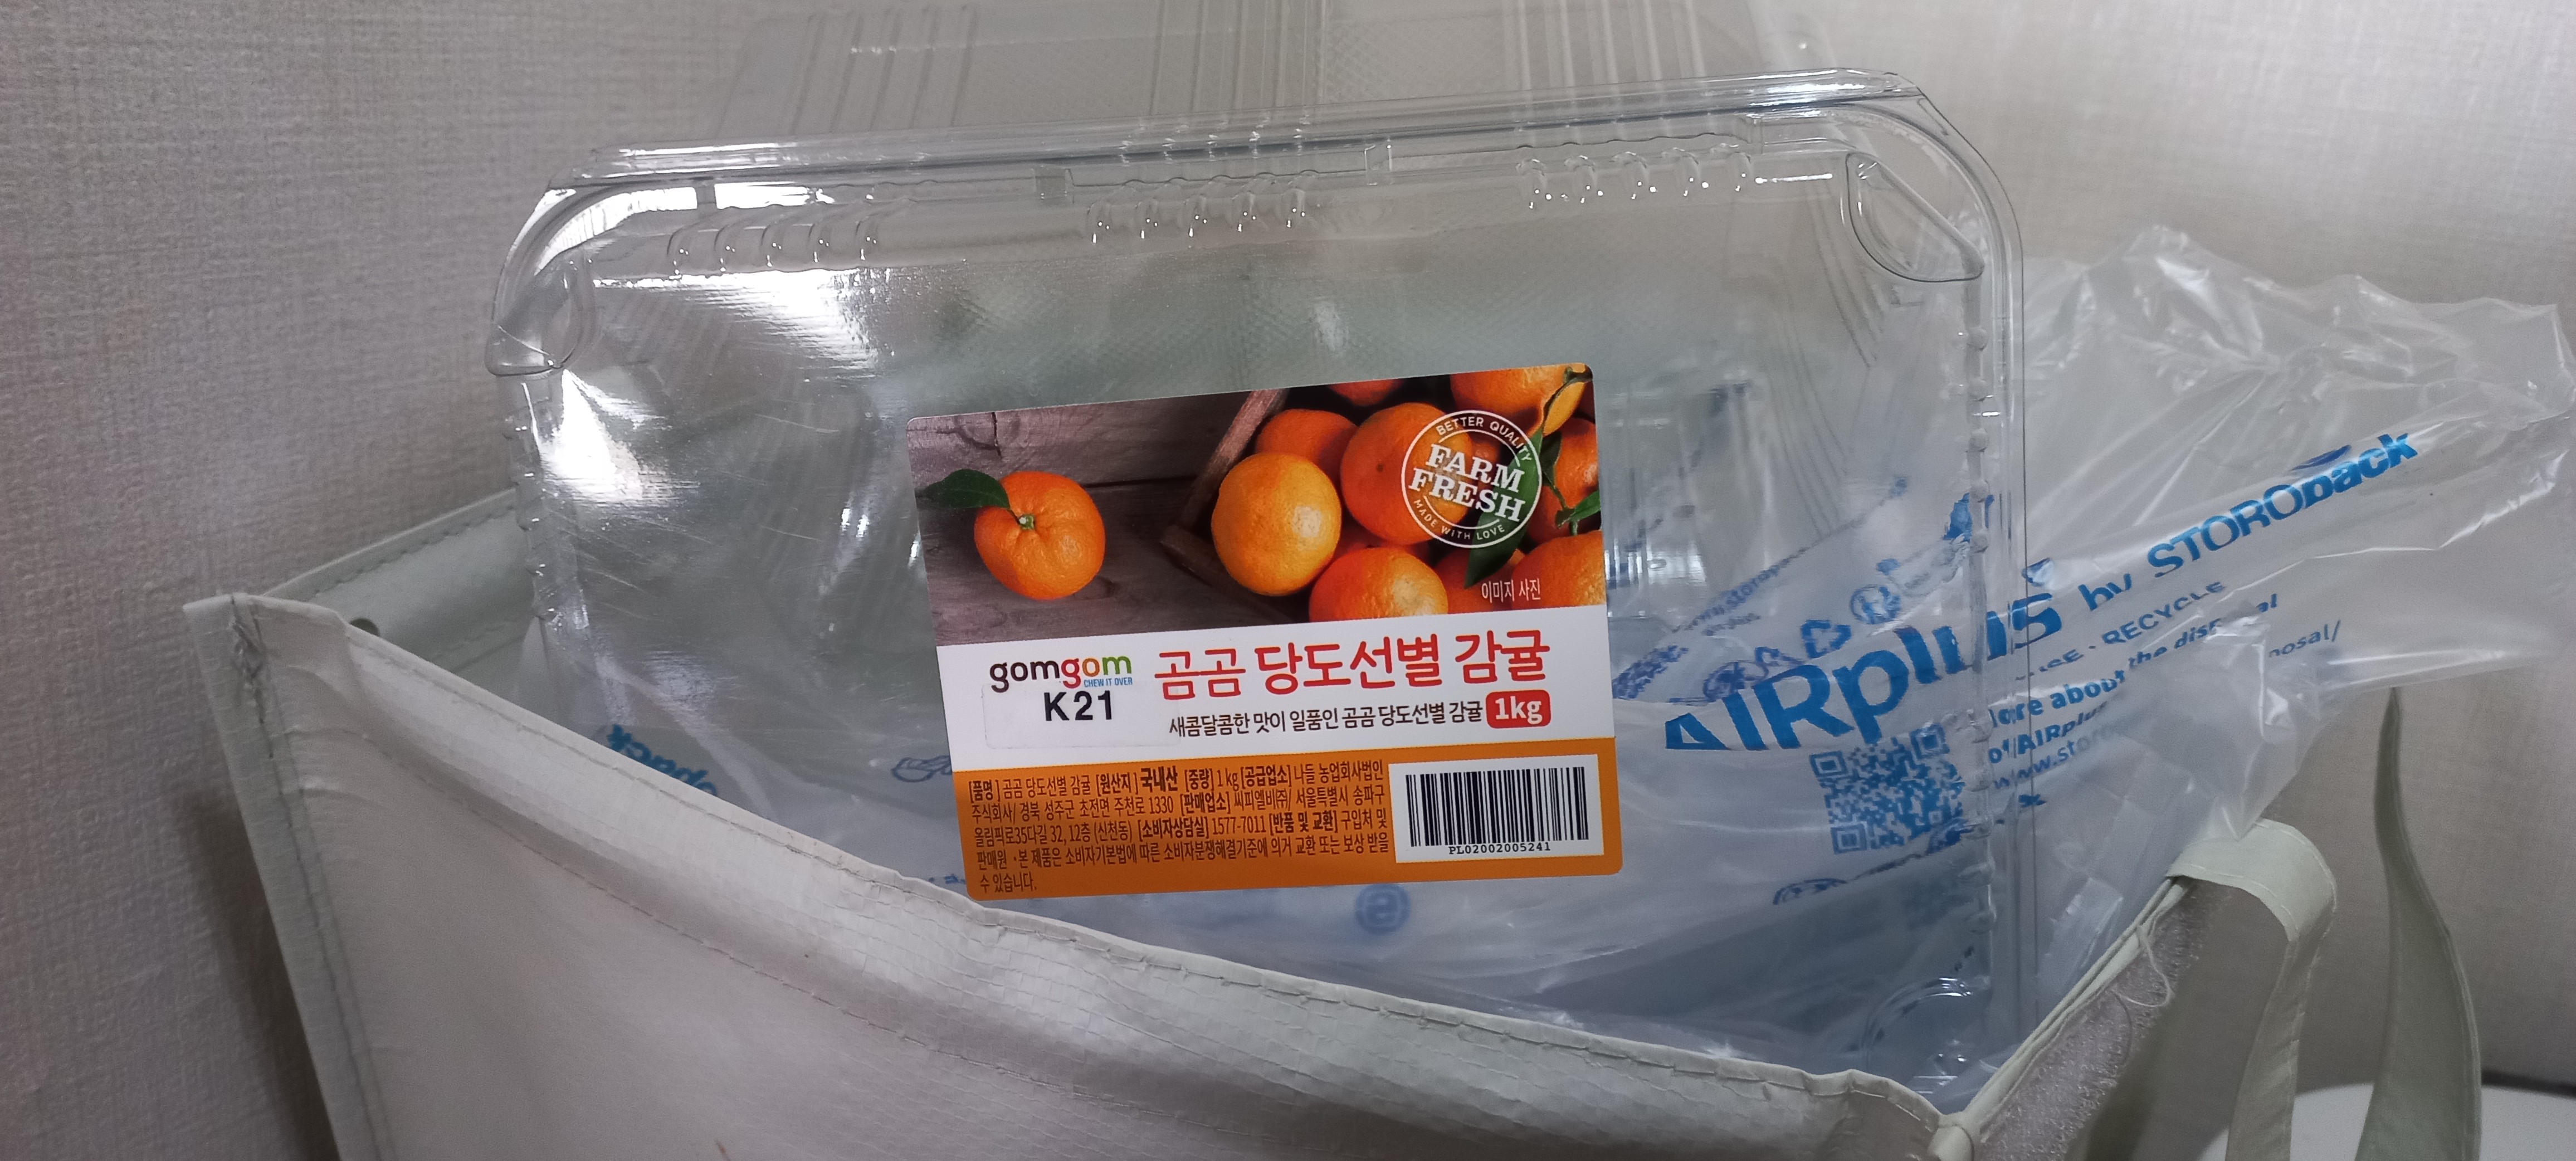 BETTER QUALITY
FARM
FRESH
MADE WITH LOVE
이미지 사진
gomgom
CHEW IT OVER
K21
곰곰 당도선별 감귤
새콤달콤한 맛이 일품인 곰곰 당도선별 감귤 1kg
[품명] 곰곰 당도선별 감귤 [원산지] 국내산 [중량] 1 kg [공급업소] 나들 농업회사법인
주식회사/ 경북 성주군 초전면 주천로 1330 [판매업소] 씨피엘비㈜/ 서울특별시 송파구
올림픽로35다길 32, 12층 (신천동) [소비자상담실] 1577-7011 [반품 및 교환] 구입처 및
판매원 ·본 제품은 소비자기본법에 따른 소비자분쟁해결기준에 의거 교환 또는 보상 받을
수 있습니다.
PL02002005241
AIRplus by STOROpack
RECYCLE
more about the disposal
of AIRplus